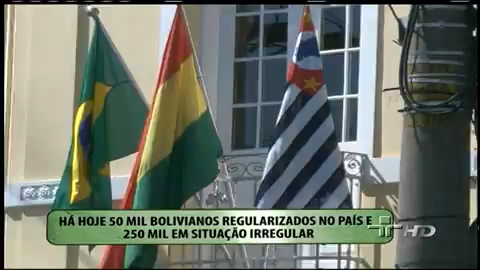 HÁ HOJE 50 MIL BOLIVIANOS REGULARIZADOS NO PAÍS E
250 MIL EM SITUAÇÃO IRREGULAR
HD